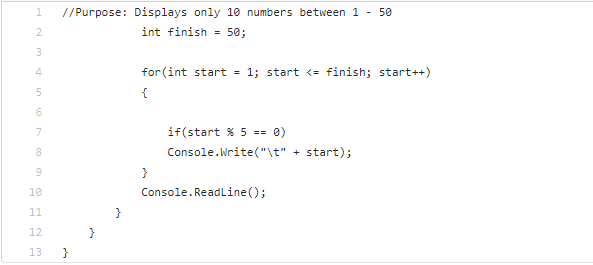 1 //Purpose: Displays only 10 numbers between 1 - 50
2 int finish = 50;
3
4 for(int start = 1; start <= finish; start++)
5 {
6
7 if(start % 5 == 0)
8 Console.Write("\t" + start);
9 }
10 Console.ReadLine();
11 }
12 }
13 }